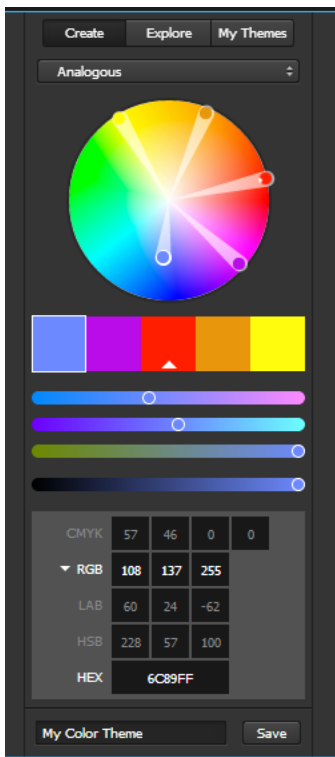 Create Explore My Themes
Analogous
CMYK 57 46 0 0
RGB 108 137 255
LAB 60 24 -62
HSB 228 57 100
HEX 6C89FF
My Color Theme Save